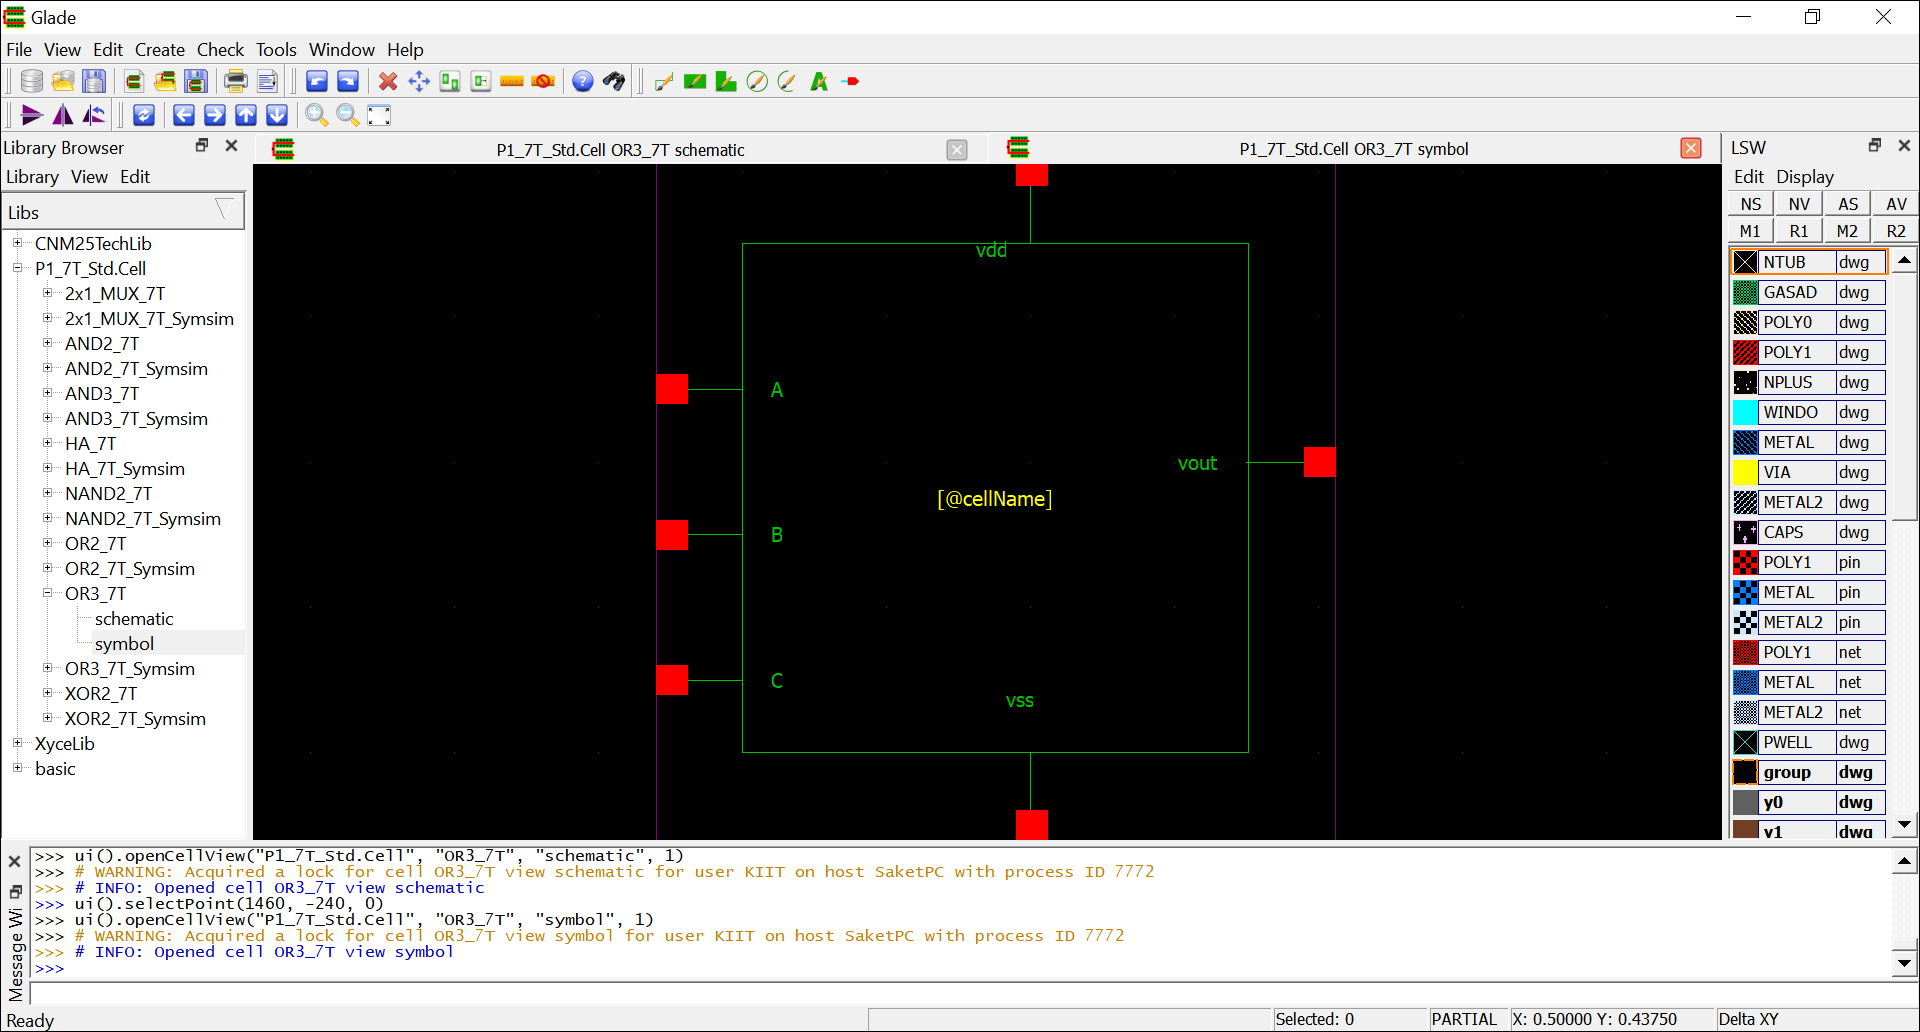 Glade
File View Edit Create Check Tools Window Help
Library Browser
Library View Edit
Libs
CNM25TechLib
P1_7T_Std.Cell
2x1_MUX_7T
2x1_MUX_7T_Symsim
AND2_7T
AND2_7T_Symsim
AND3_7T
AND3_7T_Symsim
HA_7T
HA_7T_Symsim
NAND2_7T
NAND2_7T_Symsim
OR2_7T
OR2_7T_Symsim
OR3_7T
schematic
symbol
OR3_7T_Symsim
XOR2_7T
XOR2_7T_Symsim
XyceLib
basic
P1_7T_Std.Cell OR3_7T schematic
P1_7T_Std.Cell OR3_7T symbol
vdd
A
vout
[@cellName]
B
C
vss
LSW
Edit Display
NS NV AS AV
M1 R1 M2 R2
NTUB dwg
GASAD dwg
POLY0 dwg
POLY1 dwg
NPLUS dwg
WINDO dwg
METAL dwg
VIA dwg
METAL2 dwg
CAPS dwg
POLY1 pin
METAL pin
METAL2 pin
POLY1 net
METAL net
METAL2 net
PWELL dwg
group dwg
y0 dwg
y1 dwg
Message Wi
>>> ui().openCellView("P1_7T_Std.Cell", "OR3_7T", "schematic", 1)
>>> # WARNING: Acquired a lock for cell OR3_7T view schematic for user KIIT on host SaketPC with process ID 7772
>>> # INFO: Opened cell OR3_7T view schematic
>>> ui().selectPoint(1460, -240, 0)
>>> ui().openCellView("P1_7T_Std.Cell", "OR3_7T", "symbol", 1)
>>> # WARNING: Acquired a lock for cell OR3_7T view symbol for user KIIT on host SaketPC with process ID 7772
>>> # INFO: Opened cell OR3_7T view symbol
>>>
Ready
Selected: 0
PARTIAL
X: 0.50000 Y: 0.43750
Delta XY